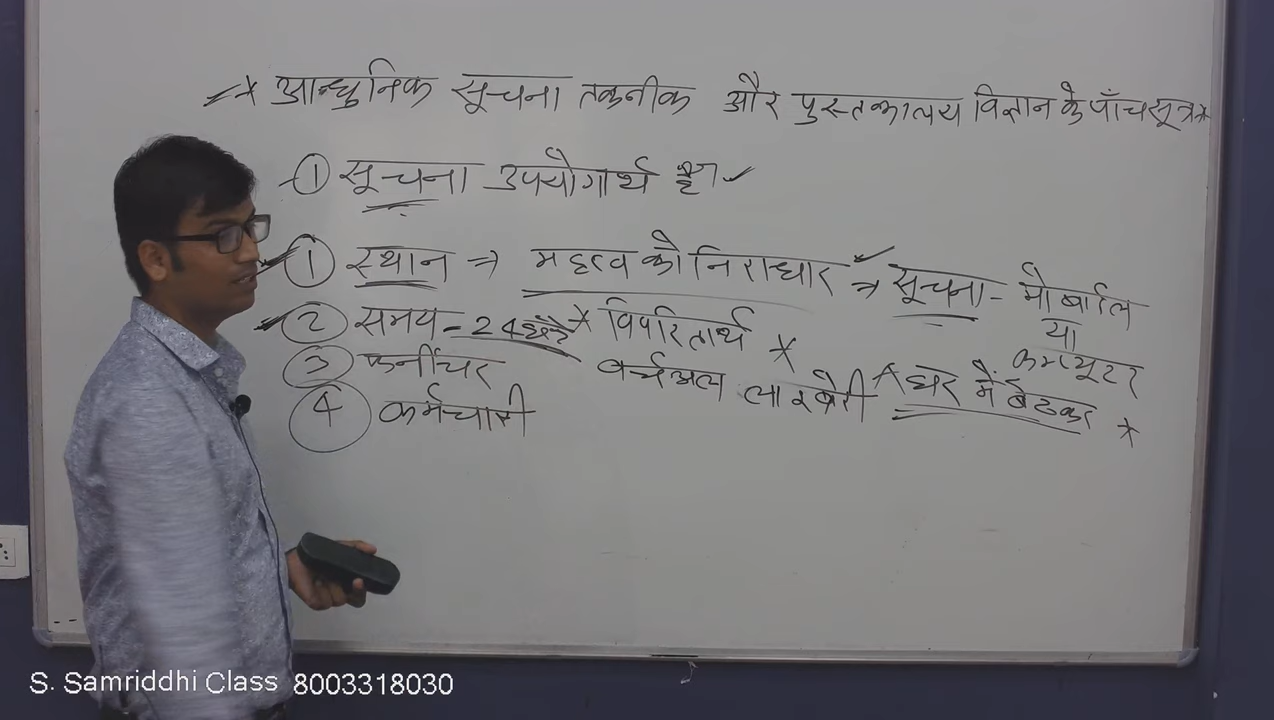 * आधुनिक सूचना तकनीक और पुस्तकालय विज्ञान के पाँच सूत्र *
① सूचना उपयोगार्थ है। ✓
① स्थान ⇒ महत्व को निराधार ⇒ सूचना - मोबाईल या कम्प्यूटर
② समय - 24 * विपरितार्थ *
③ फर्नीचर वर्चुअल लाइब्रेरी घर में बैठकर *
④ कर्मचारी
S. Samriddhi Class 8003318030